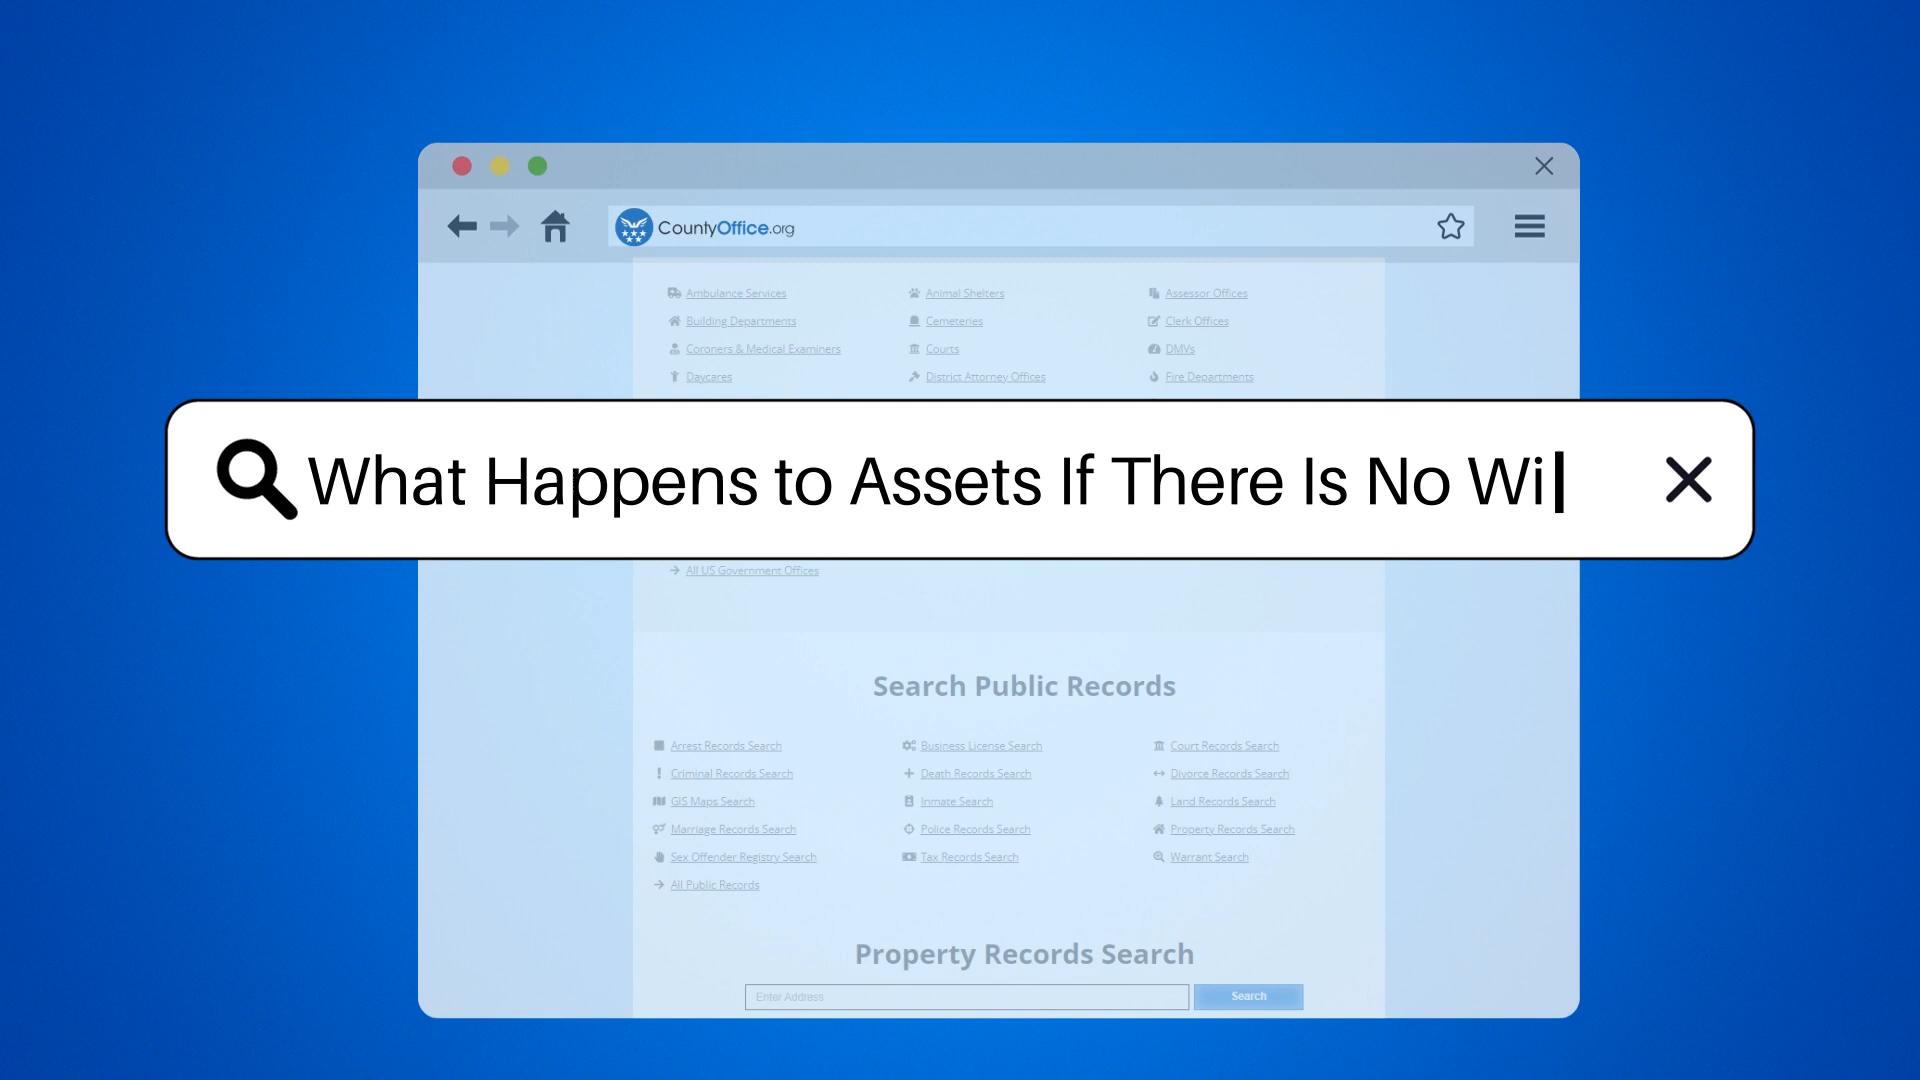 CountyOffice.org
Ambulance Services Animal Shelters Assessor Offices
Building Departments Cemeteries Clerk Offices
Coroners & Medical Examiners Courts DMVs
Daycares District Attorney Offices Fire Departments
What Happens to Assets If There Is No Wi
All US Government Offices
Search Public Records
Arrest Records Search Business License Search Court Records Search
Criminal Records Search Death Records Search Divorce Records Search
GIS Maps Search Inmate Search Land Records Search
Marriage Records Search Police Records Search Property Records Search
Sex Offender Registry Search Tax Records Search Warrant Search
All Public Records
Property Records Search
Enter Address Search